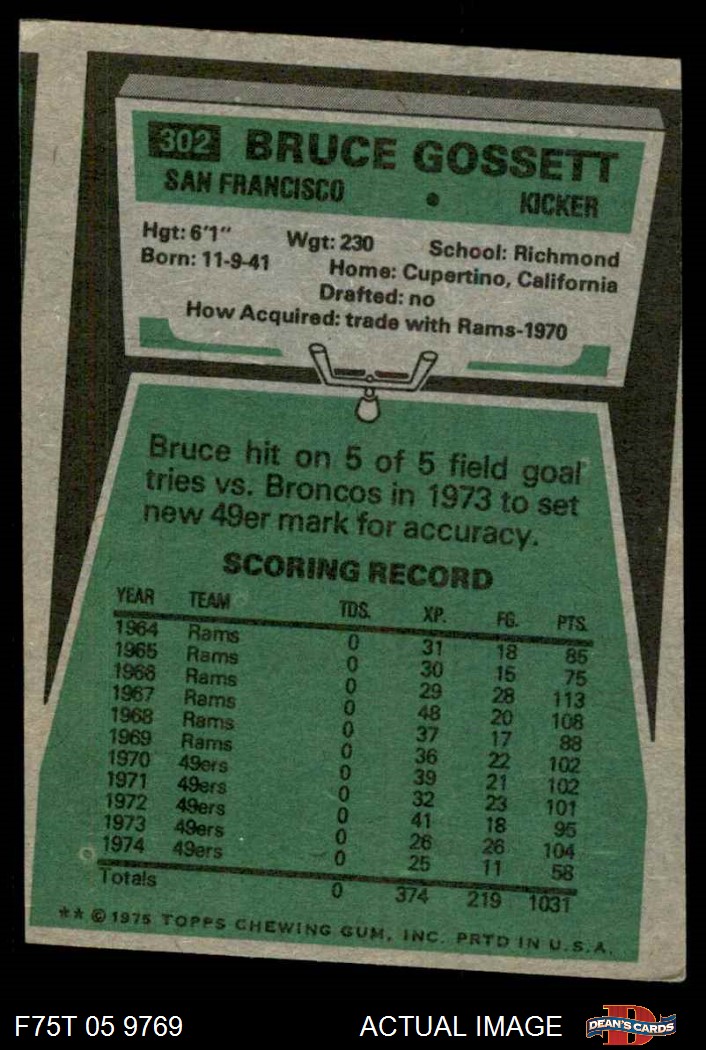 302 BRUCE GOSSETT
SAN FRANCISCO • KICKER
Hgt: 6'1" Wgt: 230 School: Richmond
Born: 11-9-41 Home: Cupertino, California
Drafted: no
How Acquired: trade with Rams-1970
Bruce hit on 5 of 5 field goal
tries vs. Broncos in 1973 to set
new 49er mark for accuracy.
SCORING RECORD
YEAR TEAM TDS. XP. FG. PTS.
1964 Rams 0 31 18 85
1965 Rams 0 30 15 75
1966 Rams 0 29 28 113
1967 Rams 0 48 20 108
1968 Rams 0 37 17 88
1969 Rams 0 36 22 102
1970 49ers 0 39 21 102
1971 49ers 0 32 23 101
1972 49ers 0 41 18 95
1973 49ers 0 26 26 104
1974 49ers 0 25 11 58
Totals 0 374 219 1031
** © 1975 TOPPS CHEWING GUM, INC. PRTD IN U.S.A.
F75T 05 9769 ACTUAL IMAGE D DEAN'S CARDS